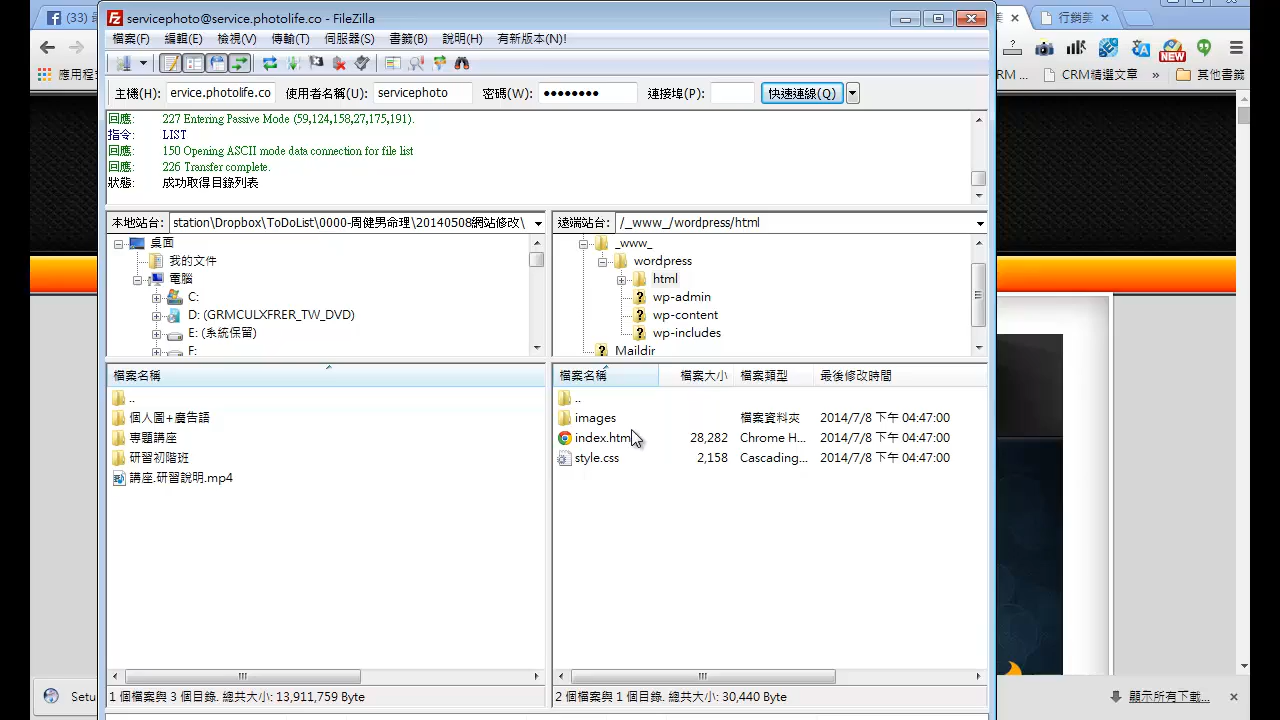 (33)
servicephoto@service.photolife.co - FileZilla
行銷美
檔案(F) 編輯(E) 檢視(V) 傳輸(T) 伺服器(S) 書籤(B) 說明(H) 有新版本(N)!
NEW
應用程
CRM精選文章 » 其他書籤
主機(H): ervice.photolife.co 使用者名稱(U): servicephoto 密碼(W): ●●●●●●●● 連接埠(P): 快速連線(Q)
回應: 227 Entering Passive Mode (59,124,158,27,175,191).
指令: LIST
回應: 150 Opening ASCII mode data connection for file list
回應: 226 Transfer complete.
狀態: 成功取得目錄列表
本地站台: station\Dropbox\ToDoList\0000-周健男命理\20140508網站修改\
桌面
我的文件
電腦
C:
D: (GRMCULXFRER_TW_DVD)
E: (系統保留)
F:
遠端站台: /_www_/wordpress/html
_www_
wordpress
html
wp-admin
wp-content
wp-includes
Maildir
檔案名稱
..
個人圖+廣告語
專題講座
研習初階班
講座.研習說明.mp4
1 個檔案與 3 個目錄. 總共大小: 13,911,759 Byte
檔案名稱 檔案大小 檔案類型 最後修改時間
..
images 檔案資料夾 2014/7/8 下午 04:47:00
index.htm 28,282 Chrome H... 2014/7/8 下午 04:47:00
style.css 2,158 Cascading... 2014/7/8 下午 04:47:00
2 個檔案與 1 個目錄. 總共大小: 30,440 Byte
Setu
顯示所有下載...